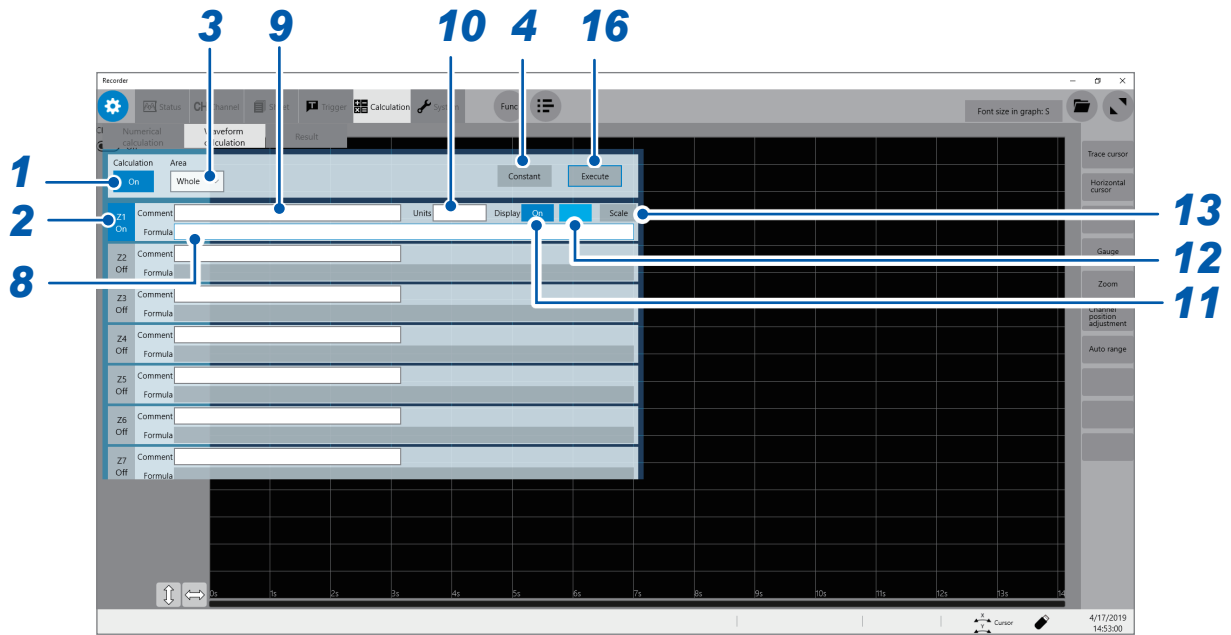 3 9 10 4 16
Recorder
Status CH Channel Sheet Trigger Calculation System Func
Font size in graph: S
Numerical calculation
Waveform calculation
Result
Trace cursor
Calculation Area
1 On Whole Constant Execute
Horizontal cursor
2 Z1 On Comment Units Display On Scale 13
Formula
Gauge
12
8 Z2 Off Comment
Formula
Zoom
11
Z3 Off Comment
Formula
Channel position adjustment
Z4 Off Comment
Formula
Auto range
Z5 Off Comment
Formula
Z6 Off Comment
Formula
Z7 Off Comment
Formula
0s 1s 2s 3s 4s 5s 6s 7s 8s 9s 10s 11s 12s 13s 14
X Y Cursor
4/17/2019
14:53:00